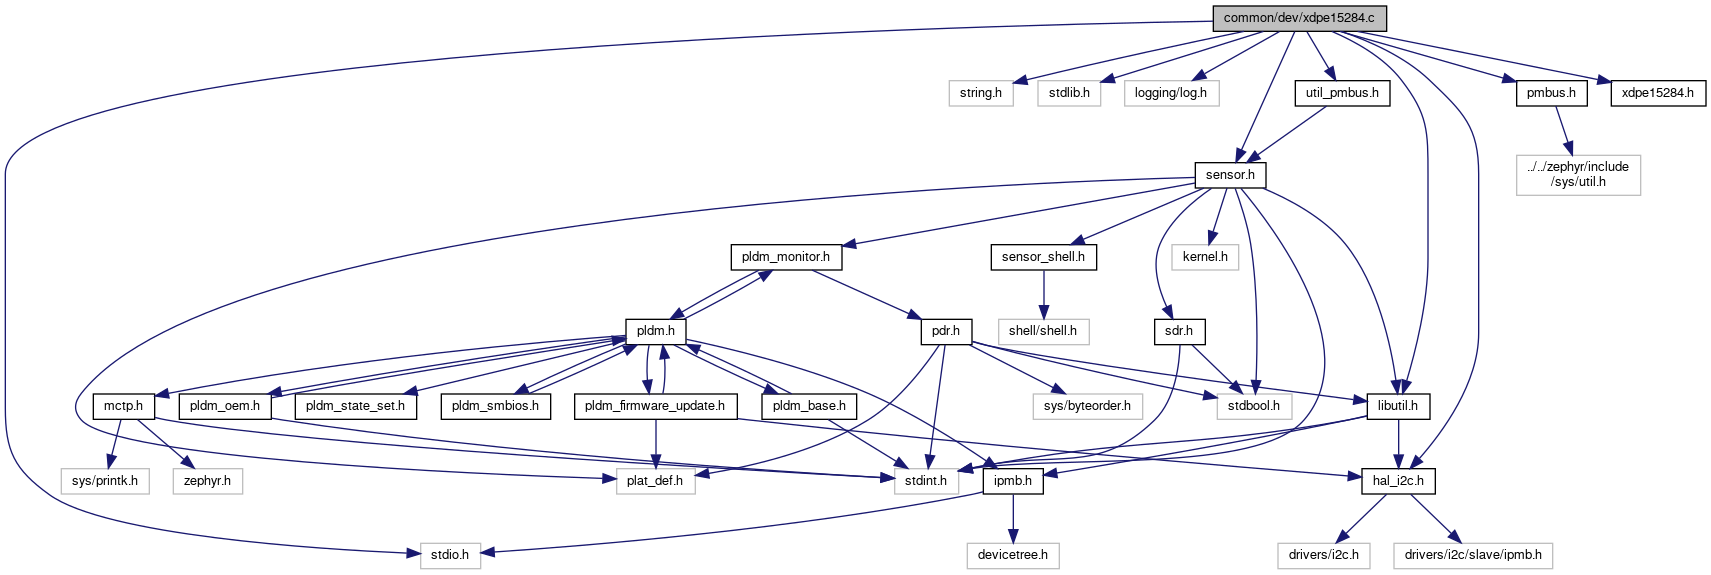 common/dev/xdpe15284.c
string.h
stdlib.h
logging/log.h
util_pmbus.h
pmbus.h
xdpe15284.h
sensor.h
../../zephyr/include
/sys/util.h
pldm_monitor.h
sensor_shell.h
kernel.h
pldm.h
pdr.h
shell/shell.h
sdr.h
mctp.h
pldm_oem.h
pldm_state_set.h
pldm_smbios.h
pldm_firmware_update.h
pldm_base.h
sys/byteorder.h
stdbool.h
libutil.h
sys/printk.h
zephyr.h
plat_def.h
stdint.h
ipmb.h
hal_i2c.h
stdio.h
devicetree.h
drivers/i2c.h
drivers/i2c/slave/ipmb.h